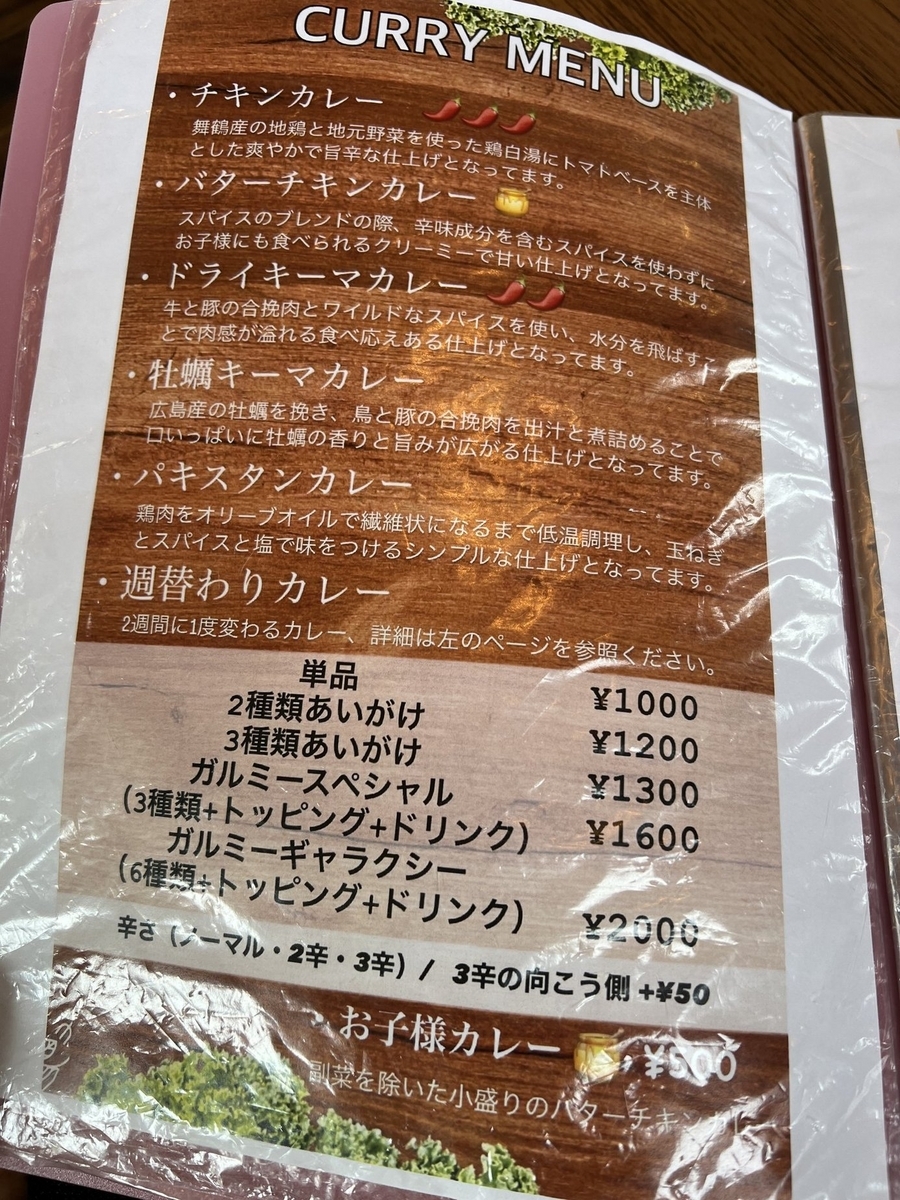 CURRY MENU
・チキンカレー
舞鶴産の地鶏と地元野菜を使った鶏白湯にトマトベースを主体
とした爽やかで旨辛な仕上げとなってます。
・バターチキンカレー
スパイスのブレンドの際、辛味成分を含むスパイスを使わずに
お子様にも食べられるクリーミーで甘い仕上げとなってます。
・ドライキーマカレー
牛と豚の合挽肉とワイルドなスパイスを使い、水分を飛ばすこ
とで肉感が溢れる食べ応えある仕上げとなってます。
・牡蠣キーマカレー
広島産の牡蠣を挽き、鳥と豚の合挽肉を出汁と煮詰めることで
口いっぱいに牡蠣の香りと旨みが広がる仕上げとなってます。
・パキスタンカレー
鶏肉をオリーブオイルで繊維状になるまで低温調理し、玉ねぎ
とスパイスと塩で味をつけるシンプルな仕上げとなってます。
・週替わりカレー
2週間に1度変わるカレー、詳細は左のページを参照ください。
単品 ¥1000
2種類あいがけ ¥1200
3種類あいがけ ¥1300
ガルミースペシャル
(3種類+トッピング+ドリンク) ¥1600
ガルミーギャラクシー
(6種類+トッピング+ドリンク) ¥2000
辛さ (ノーマル・2辛・3辛) / 3辛の向こう側 +¥50
・お子様カレー ¥500
副菜を除いた小盛りのバターチキン